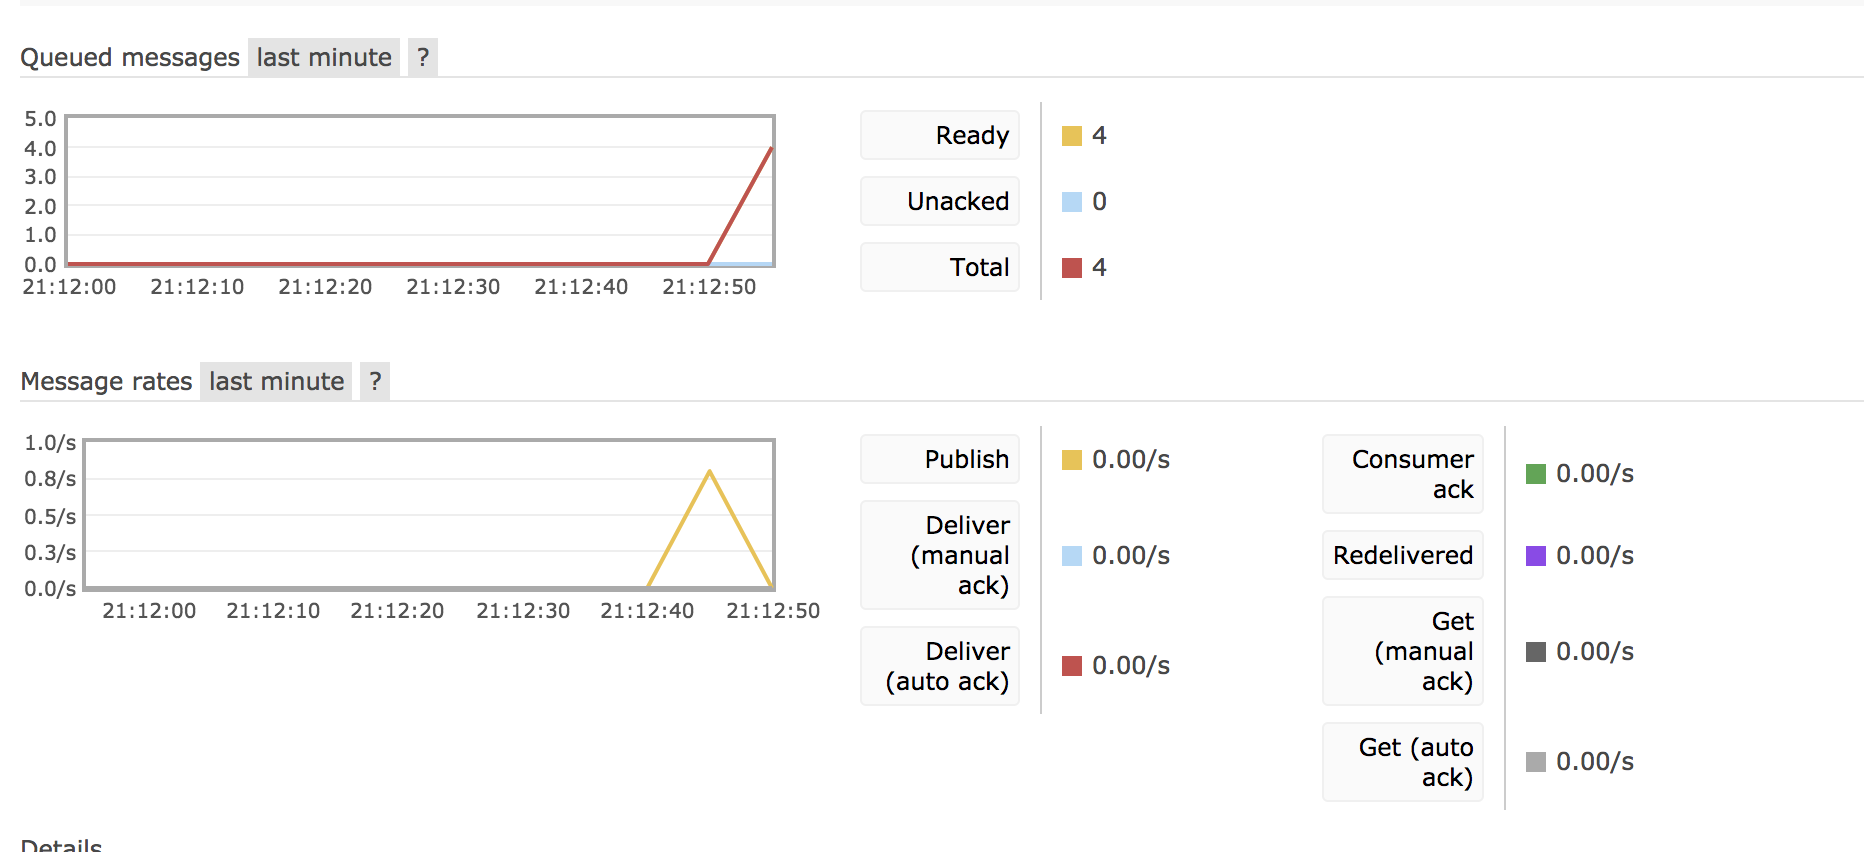 Queued messages last minute ?
5.0
4.0
3.0
2.0
1.0
0.0
21:12:00 21:12:10 21:12:20 21:12:30 21:12:40 21:12:50
Ready 4
Unacked 0
Total 4
Message rates last minute ?
1.0/s
0.8/s
0.5/s
0.3/s
0.0/s
21:12:00 21:12:10 21:12:20 21:12:30 21:12:40 21:12:50
Publish 0.00/s
Deliver
(manual 0.00/s
ack)
Deliver 0.00/s
(auto ack)
Consumer 0.00/s
ack
Redelivered 0.00/s
Get
(manual 0.00/s
ack)
Get (auto 0.00/s
ack)
Details